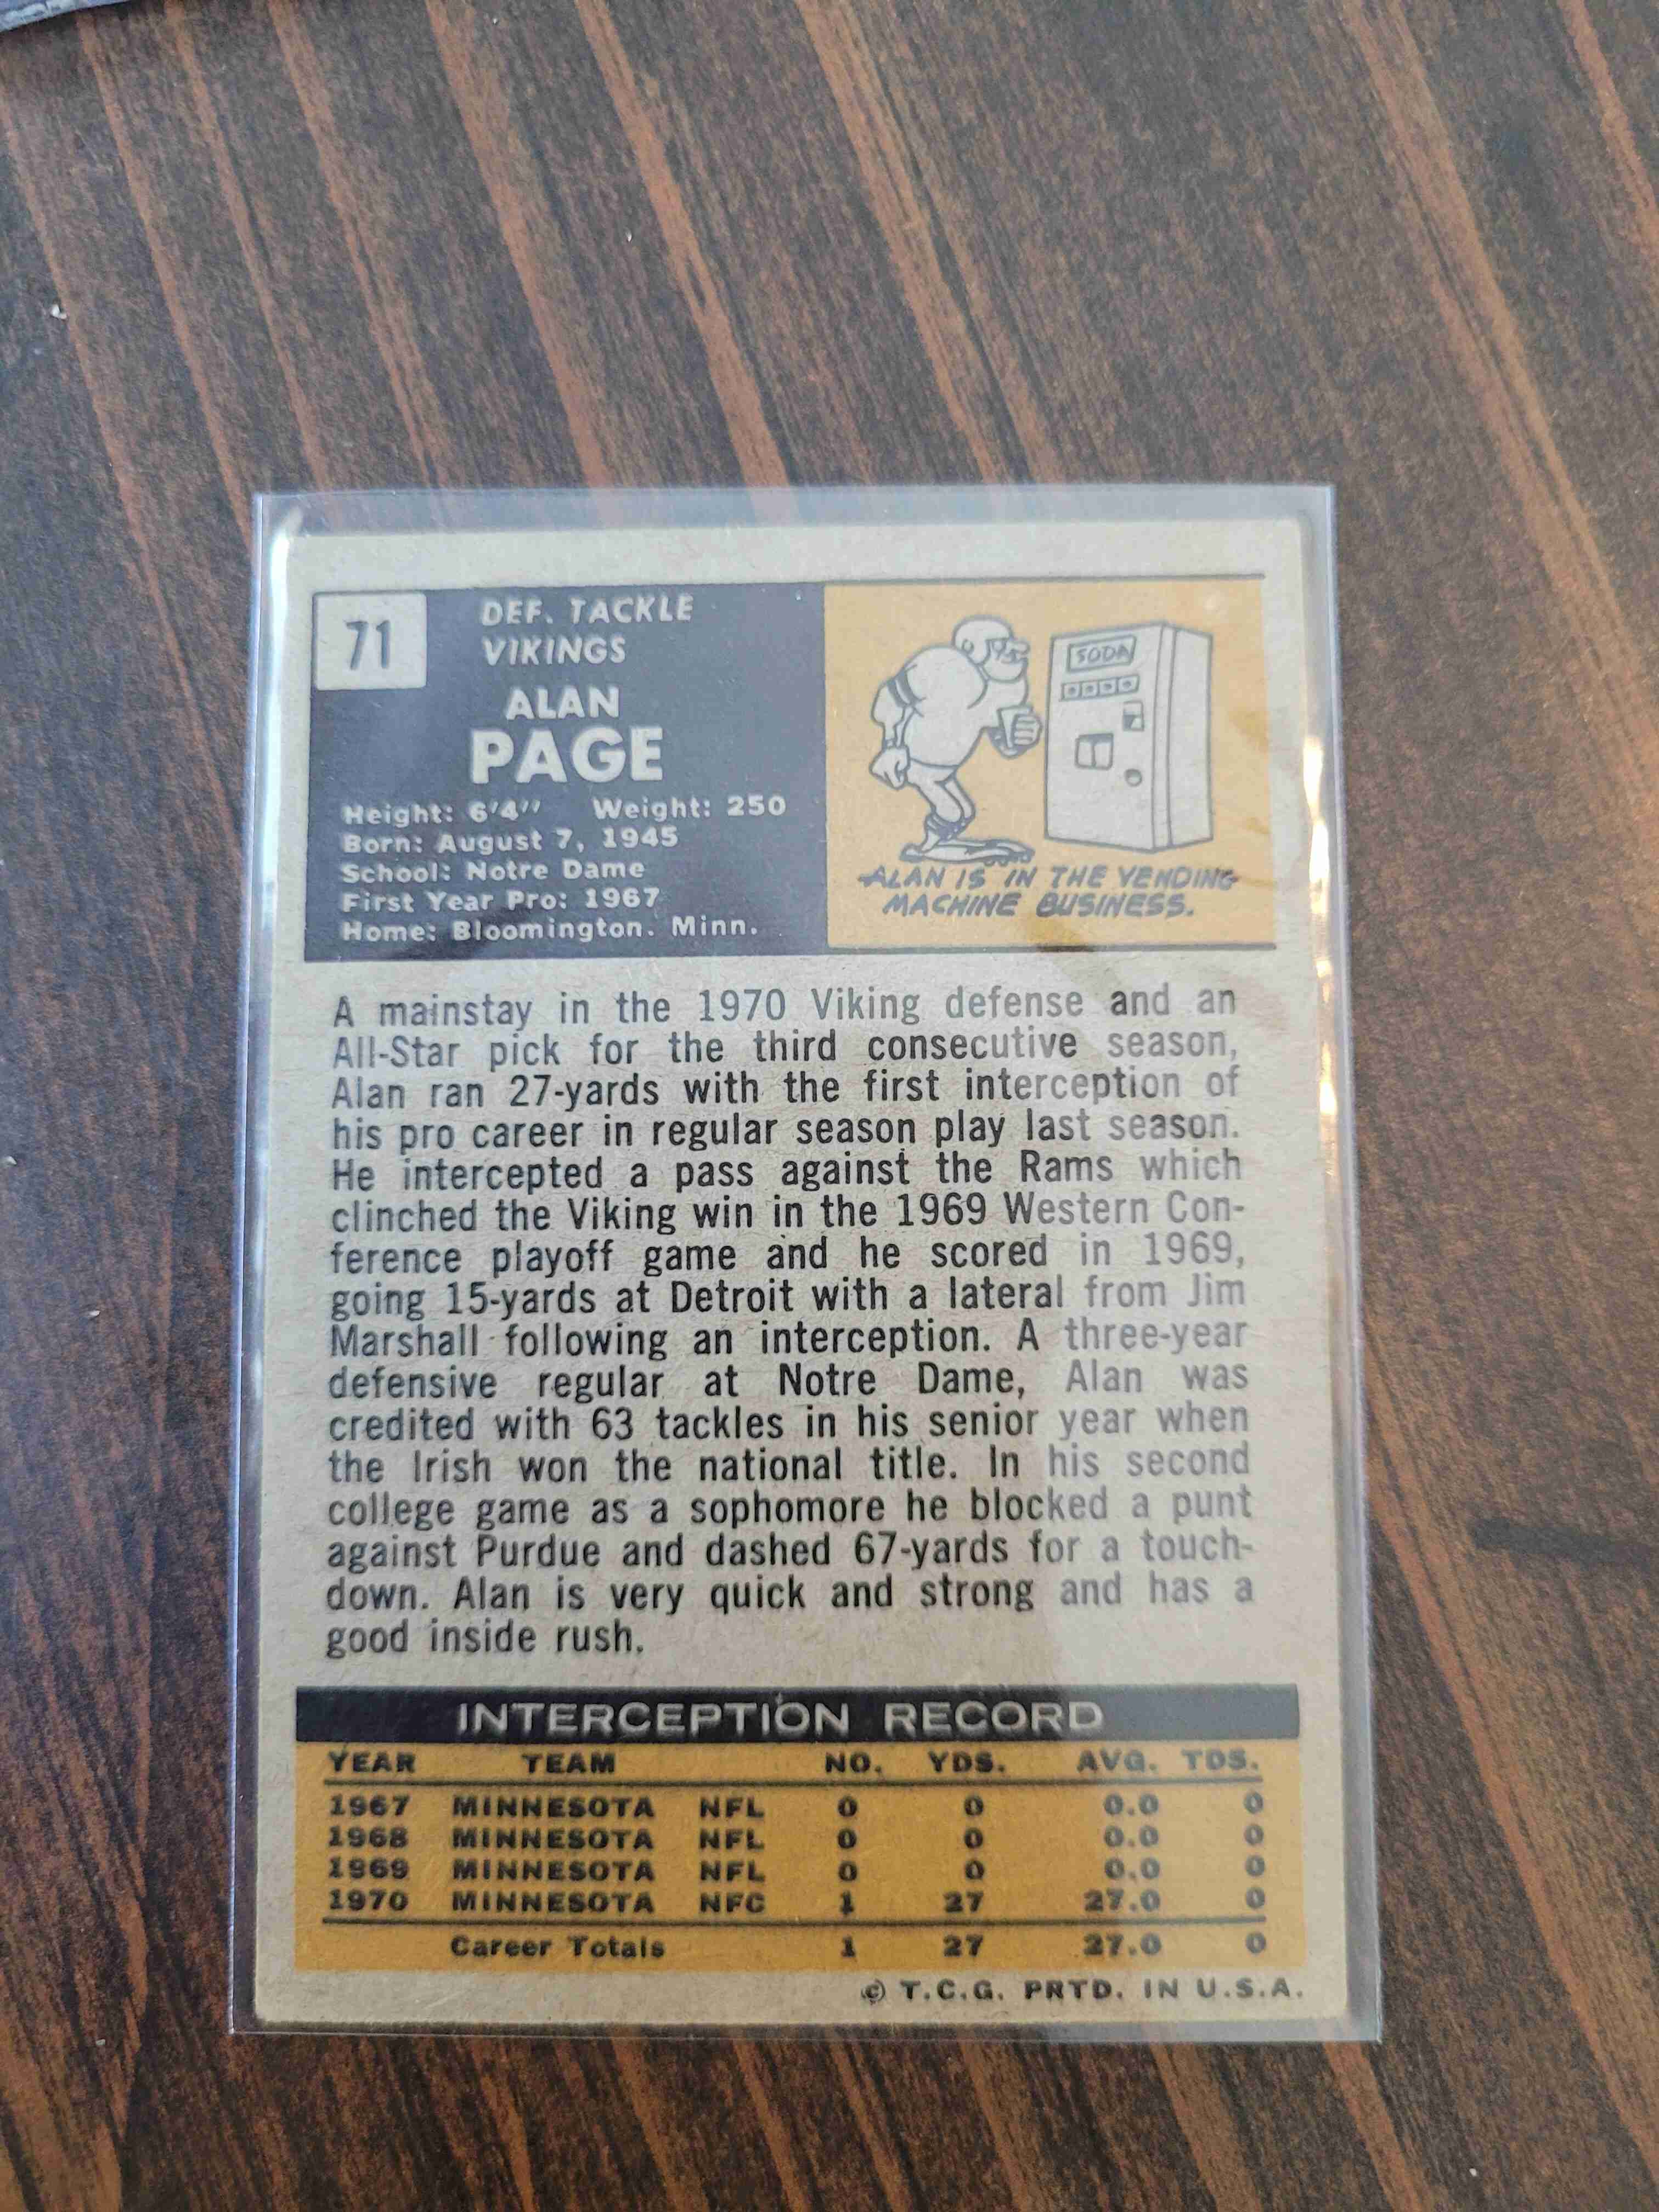 71
DEF. TACKLE
VIKINGS
ALAN
PAGE
Height: 6'4'' Weight: 250
Born: August 7, 1945
School: Notre Dame
First Year Pro: 1967
Home: Bloomington. Minn.
SODA
ALAN IS IN THE VENDING
MACHINE BUSINESS.
A mainstay in the 1970 Viking defense and an
All-Star pick for the third consecutive season,
Alan ran 27-yards with the first interception of
his pro career in regular season play last season.
He intercepted a pass against the Rams which
clinched the Viking win in the 1969 Western Con-
ference playoff game and he scored in 1969,
going 15-yards at Detroit with a lateral from Jim
Marshall following an interception. A three-year
defensive regular at Notre Dame, Alan was
credited with 63 tackles in his senior year when
the Irish won the national title. In his second
college game as a sophomore he blocked a punt
against Purdue and dashed 67-yards for a touch-
down. Alan is very quick and strong and has a
good inside rush.
INTERCEPTION RECORD
YEAR TEAM NO. YDS. AVG. TDS.
1967 MINNESOTA NFL 0 0 0.0 0
1968 MINNESOTA NFL 0 0 0.0 0
1969 MINNESOTA NFL 0 0 0.0 0
1970 MINNESOTA NFC 1 27 27.0 0
Career Totals 1 27 27.0 0
© T.C.G. PRTD. IN U.S.A.